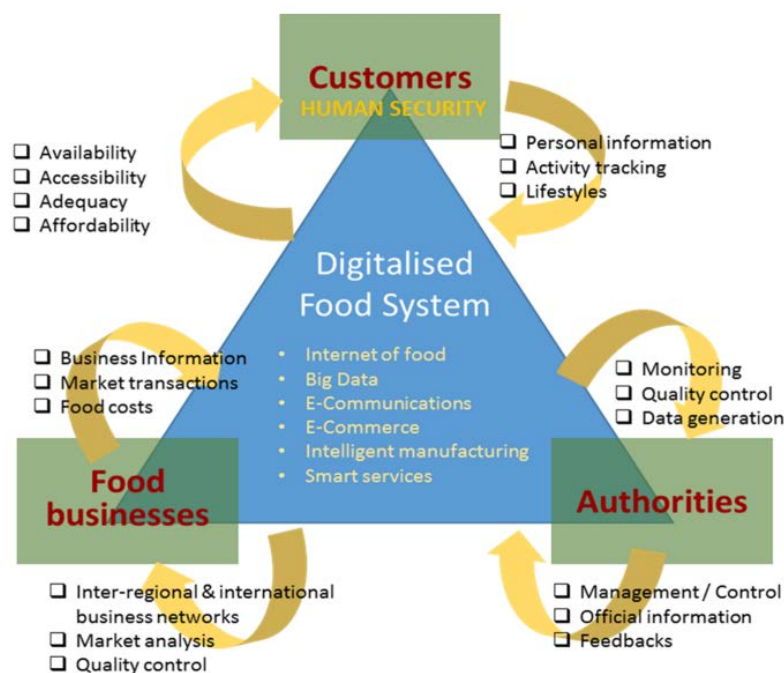 Customers
HUMAN SECURITY
❑ Availability
❑ Accessibility
❑ Adequacy
❑ Affordability
❑ Personal information
❑ Activity tracking
❑ Lifestyles
Digitalised
Food System
• Internet of food
• Big Data
• E-Communications
• E-Commerce
• Intelligent manufacturing
• Smart services
❑ Business Information
❑ Market transactions
❑ Food costs
❑ Monitoring
❑ Quality control
❑ Data generation
Food
businesses
Authorities
❑ Inter-regional & international
business networks
❑ Market analysis
❑ Quality control
❑ Management / Control
❑ Official information
❑ Feedbacks